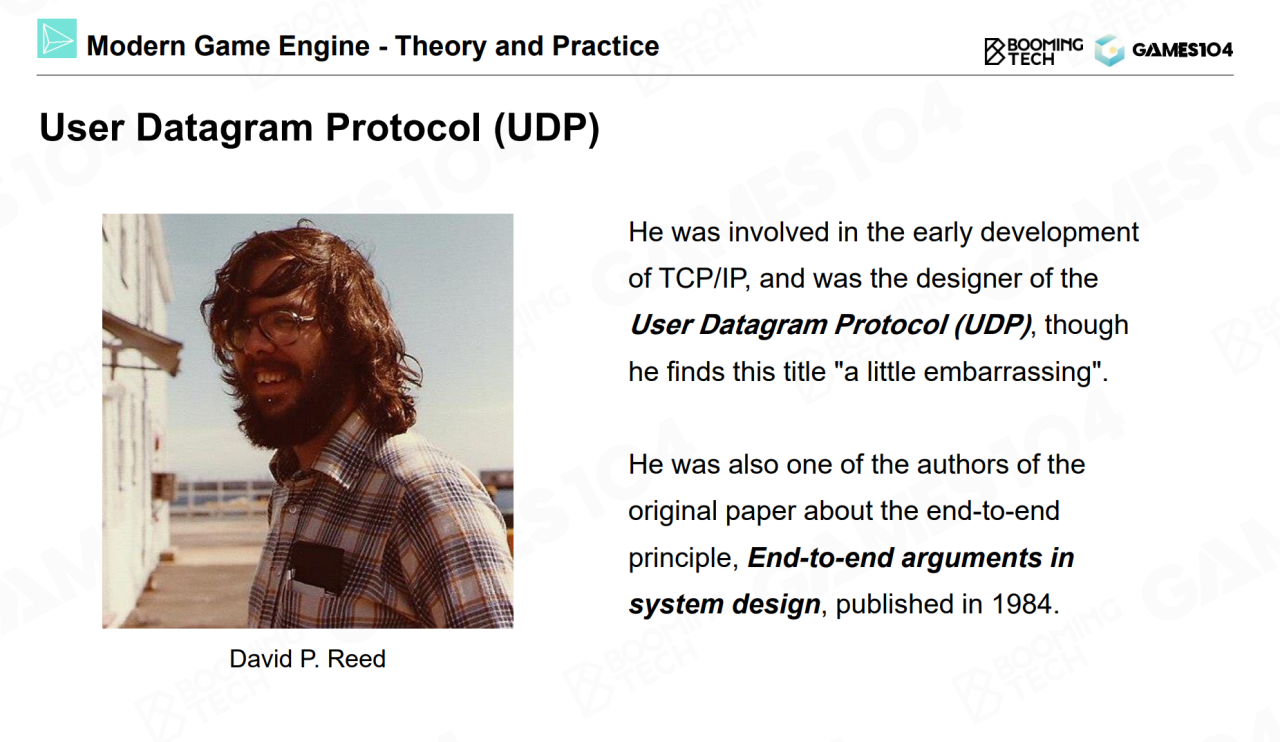 Modern Game Engine - Theory and Practice
BOOMING
TECH
GAMES104
User Datagram Protocol (UDP)
He was involved in the early development
of TCP/IP, and was the designer of the
User Datagram Protocol (UDP), though
he finds this title "a little embarrassing".
He was also one of the authors of the
original paper about the end-to-end
principle, End-to-end arguments in
system design, published in 1984.
David P. Reed